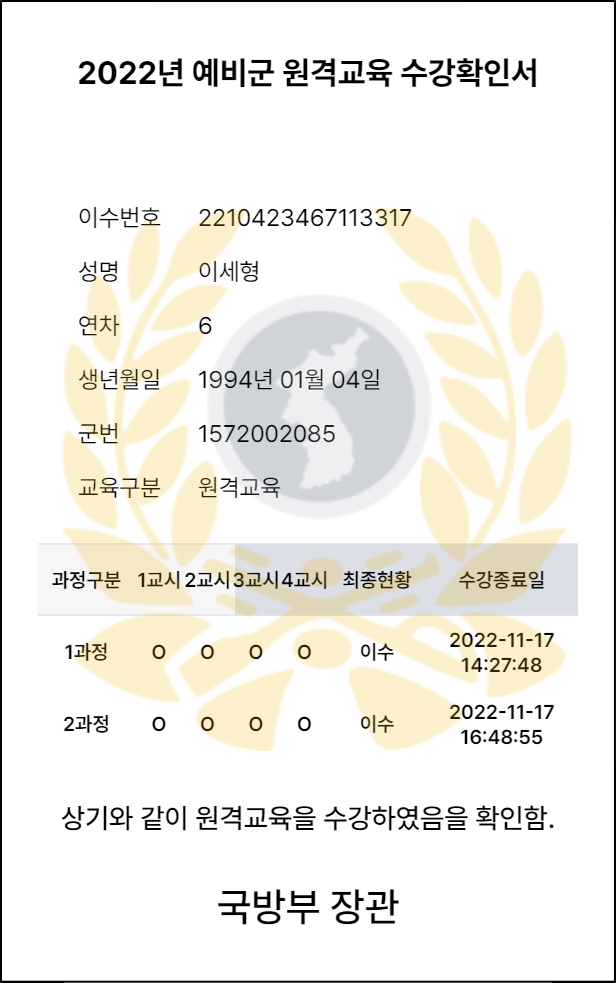 2022년 예비군 원격교육 수강확인서
이수번호 2210423467113317
성명 이세형
연차 6
생년월일 1994년 01월 04일
군번 1572002085
교육구분 원격교육
과정구분 1교시 2교시 3교시 4교시 최종현황 수강종료일
1과정 O O O O 이수 2022-11-17 14:27:48
2과정 O O O O 이수 2022-11-17 16:48:55
상기와 같이 원격교육을 수강하였음을 확인함.
국방부 장관